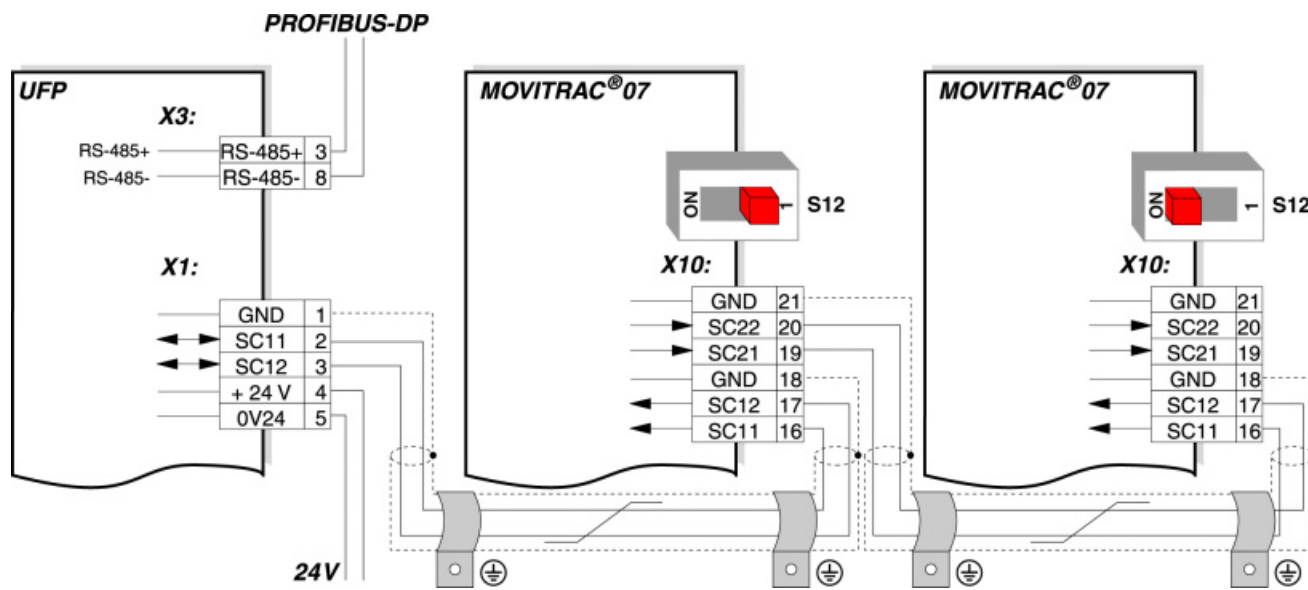 PROFIBUS-DP
UFP
X3:
RS-485+ RS-485+ 3
RS-485- RS-485- 8
X1:
GND 1
SC11 2
SC12 3
+ 24 V 4
0V24 5
24V
MOVITRAC®07
ON 1 S12
X10:
GND 21
SC22 20
SC21 19
GND 18
SC12 17
SC11 16
MOVITRAC®07
ON 1 S12
X10:
GND 21
SC22 20
SC21 19
GND 18
SC12 17
SC11 16